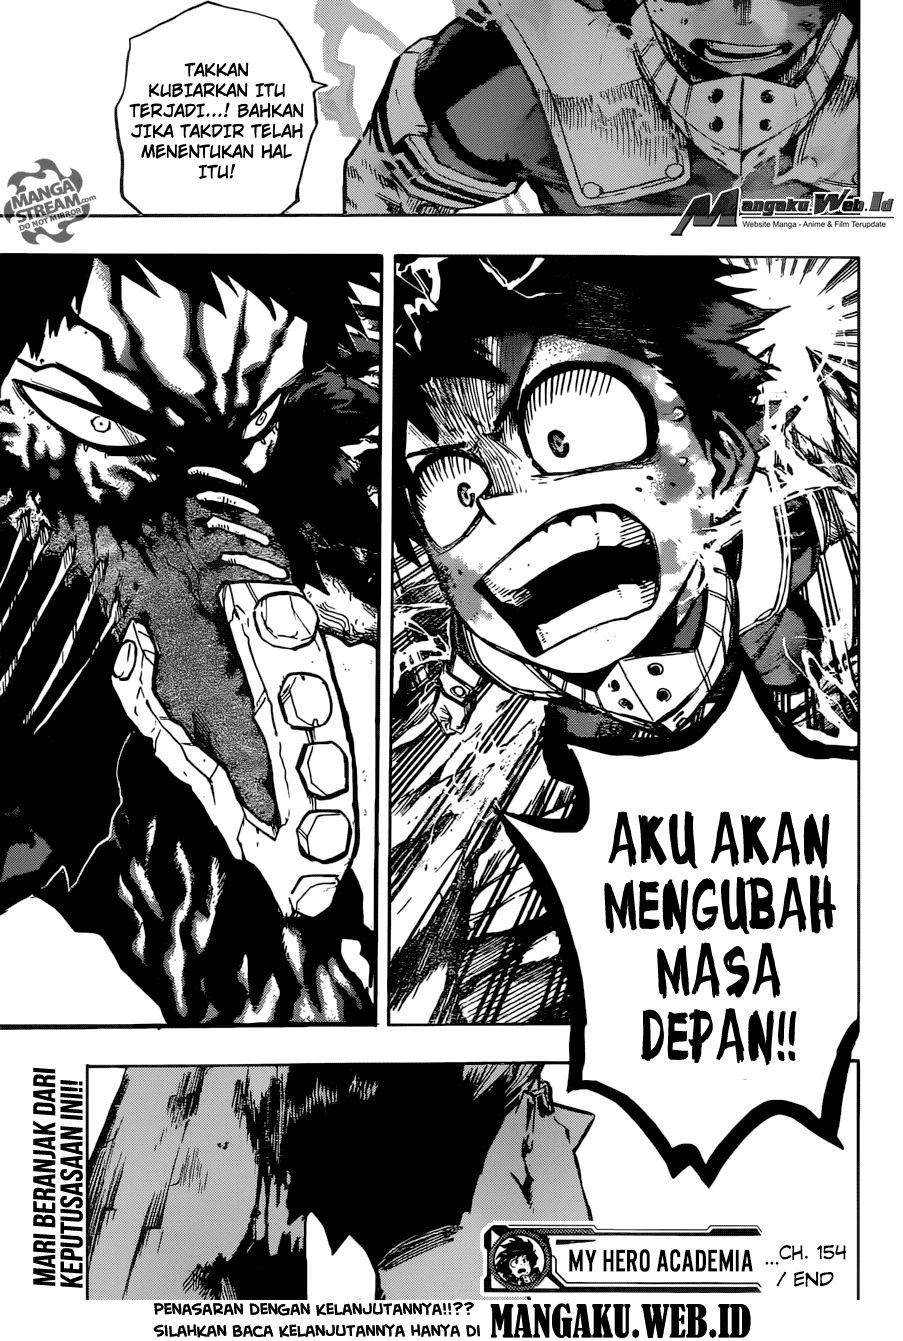 TAKKAN
KUBIARKAN ITU
TERJADI...! BAHKAN
JIKA TAKDIR TELAH
MENENTUKAN HAL
ITU!
MANGA
STREAM.com
DO NOT MIRROR
Mangaku.Web.Id
Website Manga - Anime & Film Terupdate
AKU AKAN
MENGUBAH
MASA
DEPAN!!
MARI BERANJAK DARI
KEPUTUSASAAN INI!!
MY HERO ACADEMIA
...CH. 154
/ END
PENASARAN DENGAN KELANJUTANNYA!!??
SILAHKAN BACA KELANJUTANNYA HANYA DI
MANGAKU.WEB.ID